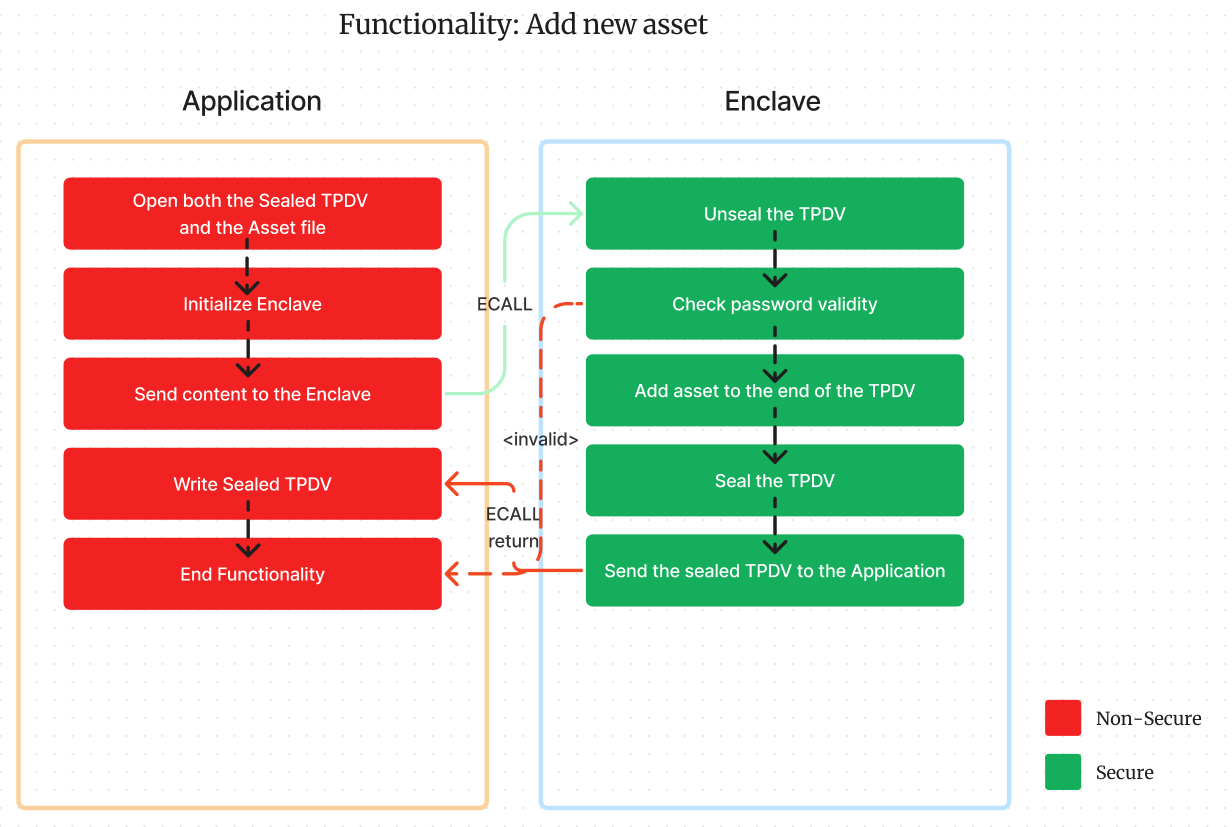 Functionality: Add new asset
Application
Enclave
Open both the Sealed TPDV
and the Asset file
Initialize Enclave
Send content to the Enclave
Write Sealed TPDV
End Functionality
ECALL
<invalid>
ECALL
return
Unseal the TPDV
Check password validity
Add asset to the end of the TPDV
Seal the TPDV
Send the sealed TPDV to the Application
Non-Secure
Secure